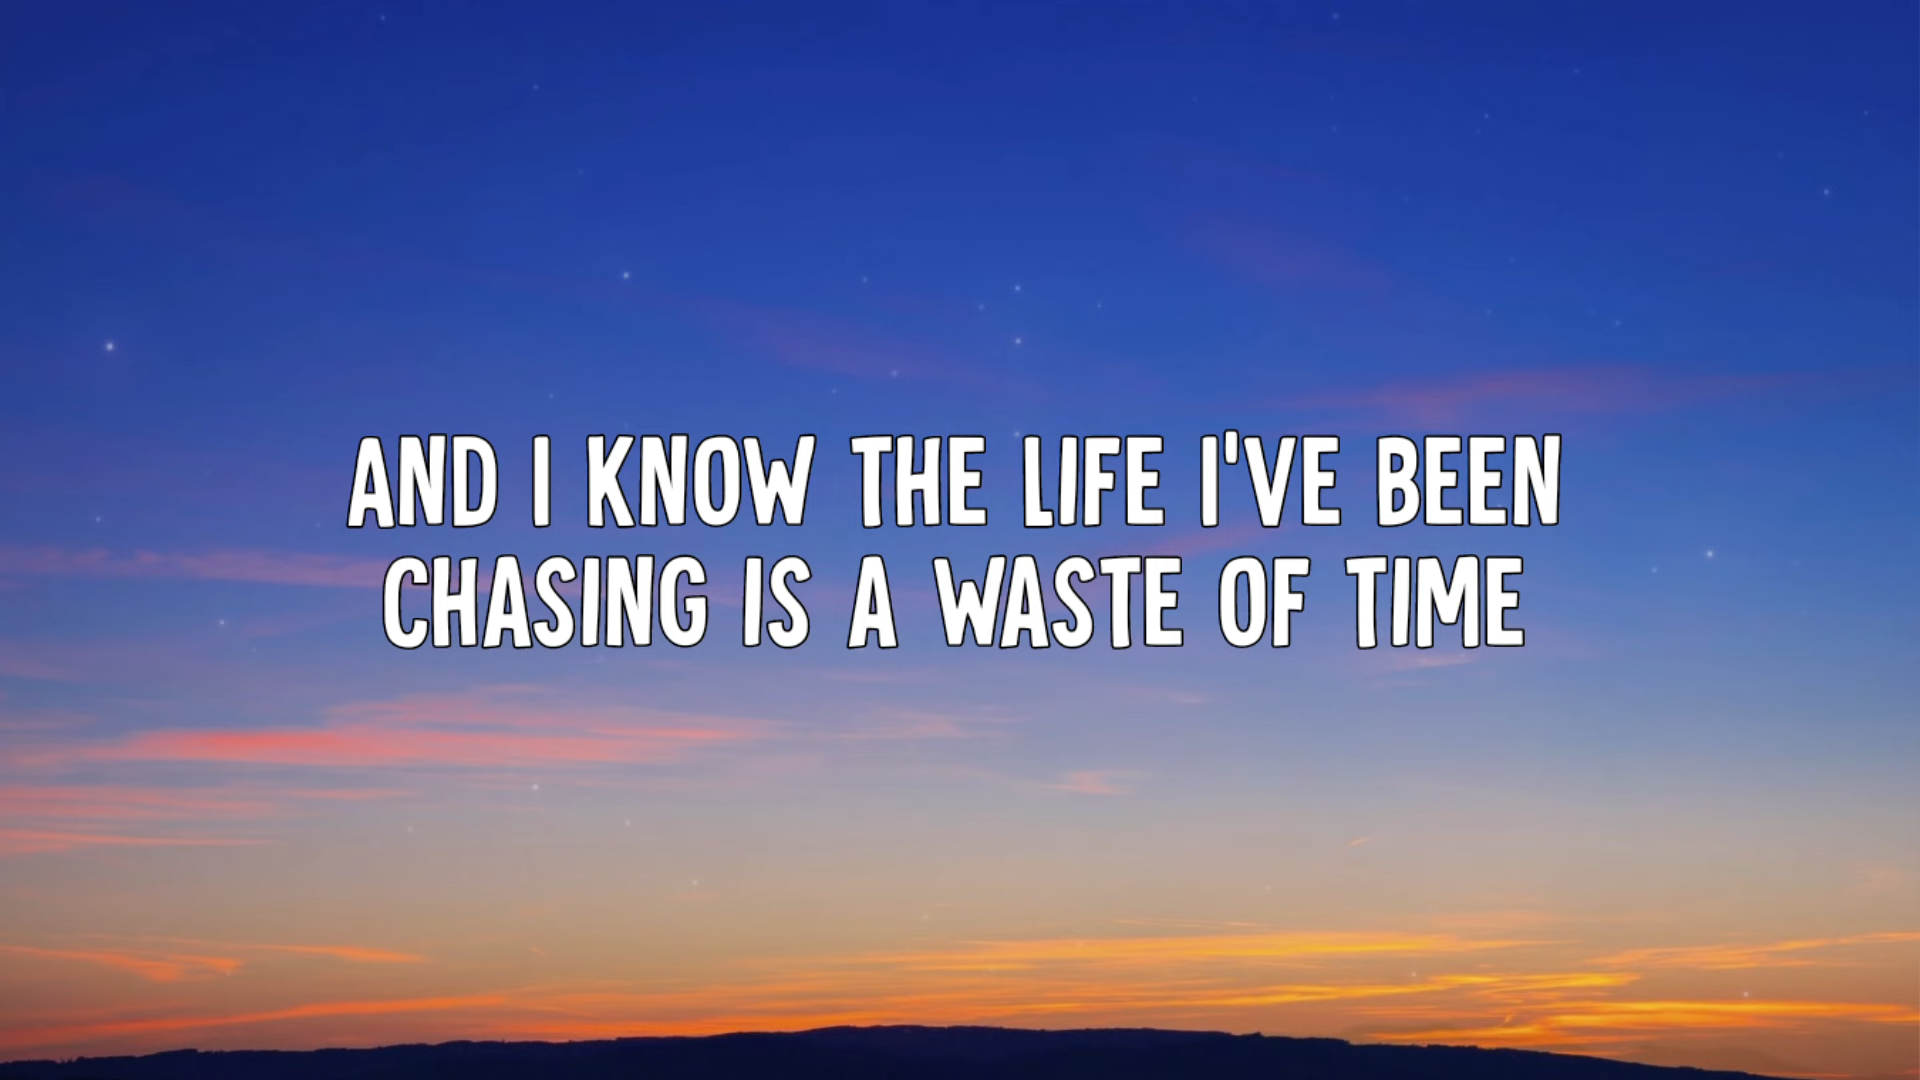 AND I KNOW THE LIFE I'VE BEEN
CHASING IS A WASTE OF TIME